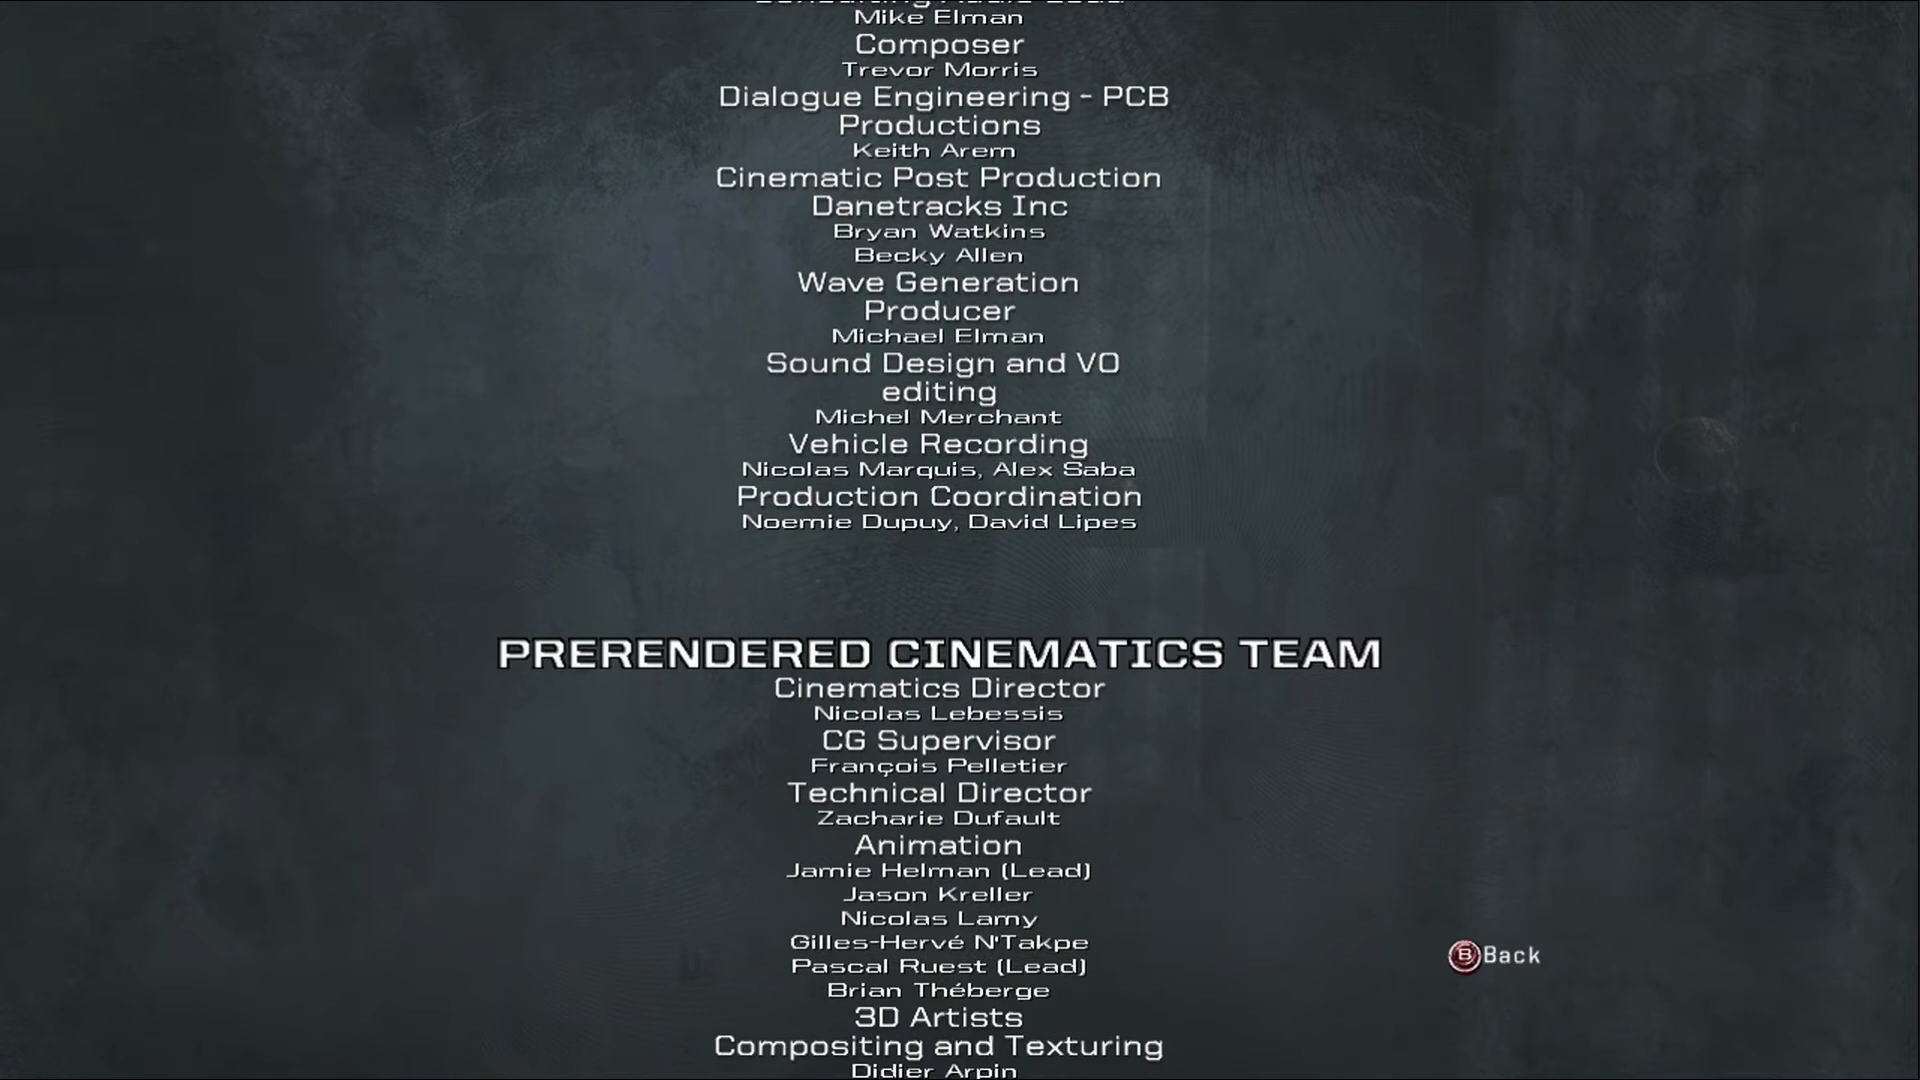 Mike Elman
Composer
Trevor Morris
Dialogue Engineering - PCB
Productions
Keith Arem
Cinematic Post Production
Danetracks Inc
Bryan Watkins
Becky Allen
Wave Generation
Producer
Michael Elman
Sound Design and VO
editing
Michel Merchant
Vehicle Recording
Nicolas Marquis, Alex Saba
Production Coordination
Noemie Dupuy, David Lipes
PRERENDERED CINEMATICS TEAM
Cinematics Director
Nicolas Lebessis
CG Supervisor
François Pelletier
Technical Director
Zacharie Dufault
Animation
Jamie Helman (Lead)
Jason Kreller
Nicolas Lamy
Gilles-Hervé N'Takpe
Pascal Ruest (Lead)
Brian Théberge
B Back
3D Artists
Compositing and Texturing
Didier Arpin